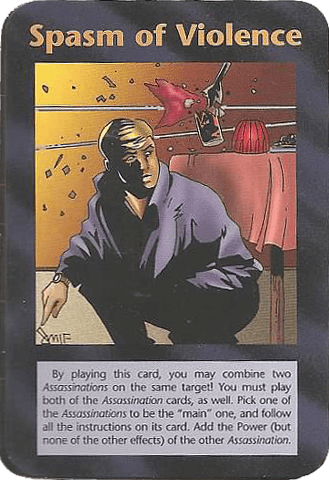 Spasm of Violence
By playing this card, you may combine two
Assassinations on the same target! You must play
both of the Assassination cards, as well. Pick one of
the Assassinations to be the "main" one, and follow
all the instructions on its card. Add the Power (but
none of the other effects) of the other Assassination.